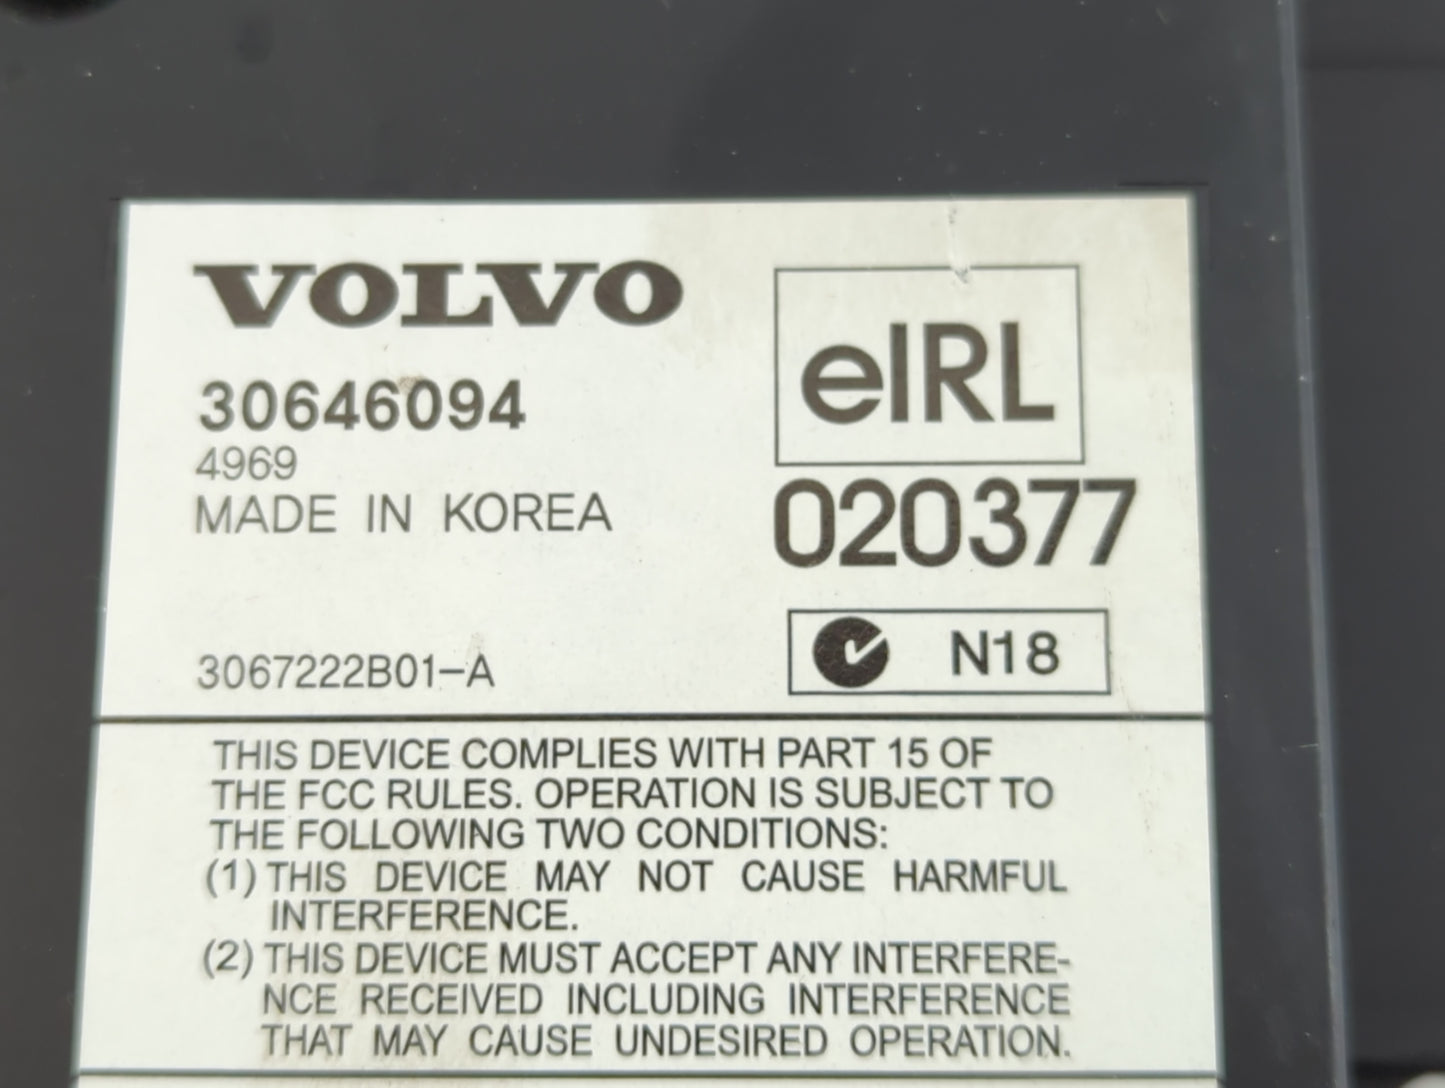 VOLVO
30646094
4969
MADE IN KOREA
3067222B01-A
eIRL
020377
N18
THIS DEVICE COMPLIES WITH PART 15 OF
THE FCC RULES. OPERATION IS SUBJECT TO
THE FOLLOWING TWO CONDITIONS:
(1) THIS DEVICE MAY NOT CAUSE HARMFUL
INTERFERENCE.
(2) THIS DEVICE MUST ACCEPT ANY INTERFERE-
NCE RECEIVED INCLUDING INTERFERENCE
THAT MAY CAUSE UNDESIRED OPERATION.